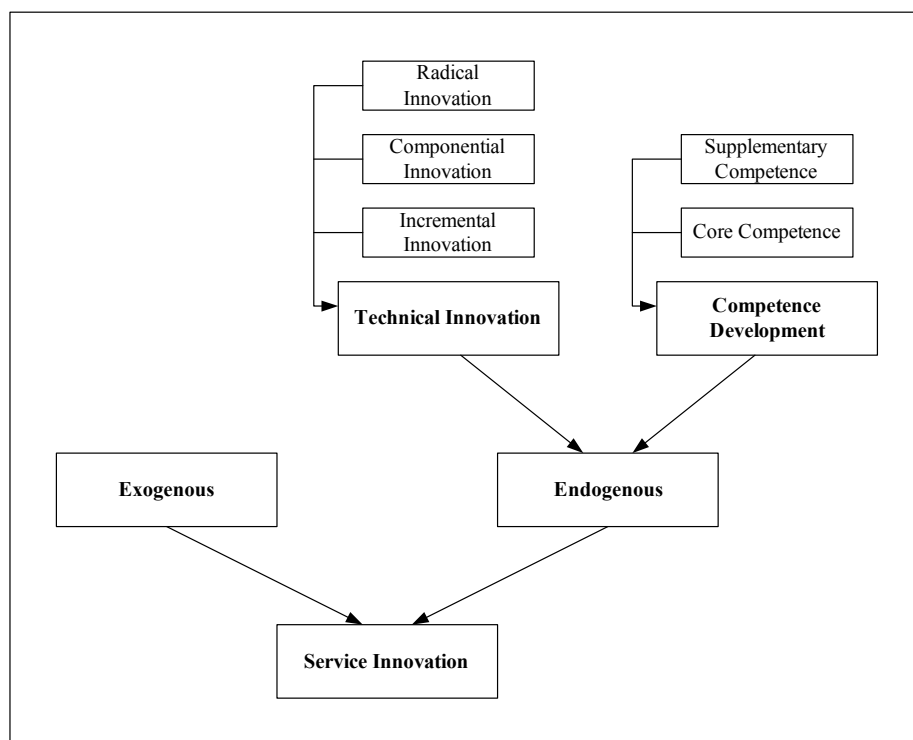 Radical
Innovation
Componential
Innovation
Supplementary
Competence
Incremental
Innovation
Core Competence
Technical Innovation
Competence
Development
Exogenous
Endogenous
Service Innovation